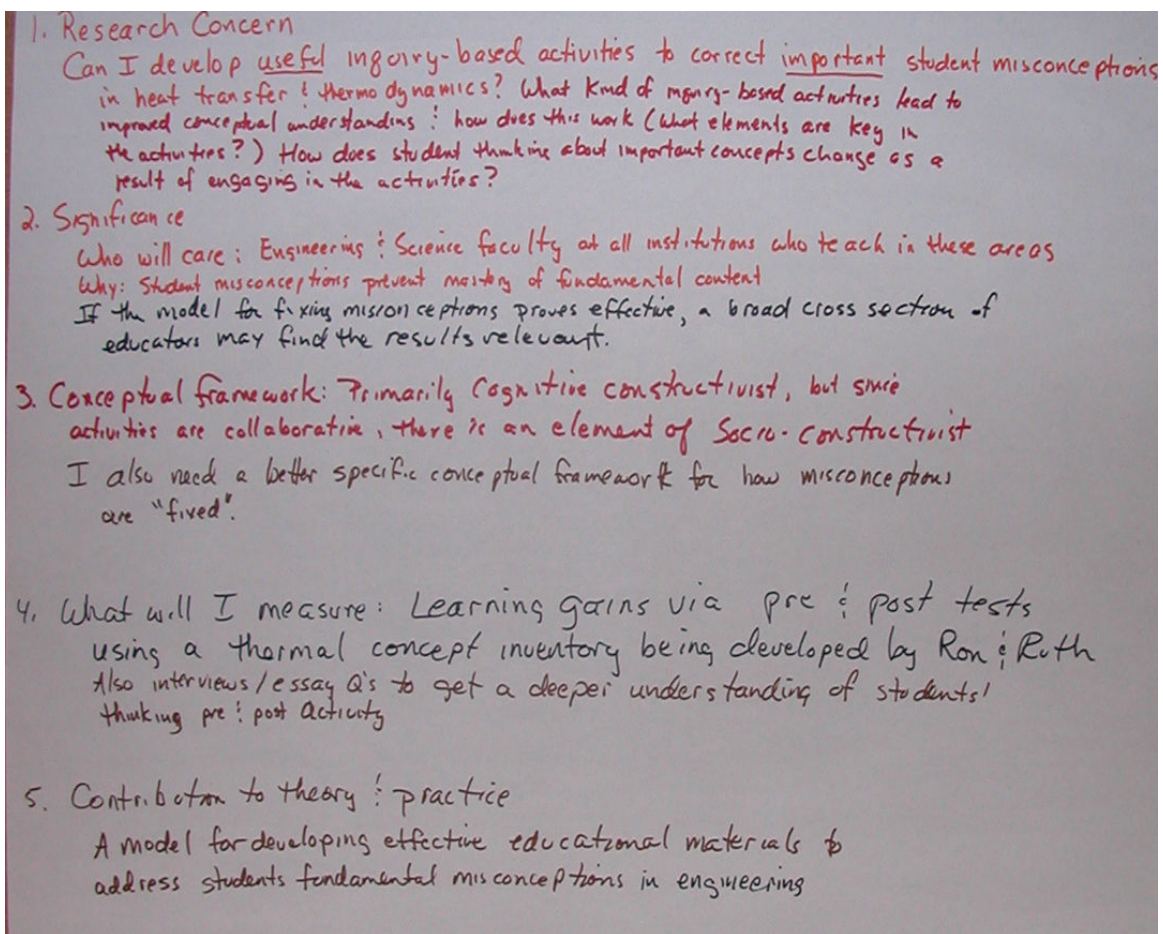 1. Research Concern
Can I develop useful inquiry-based activities to correct important student misconceptions
in heat transfer & thermodynamics? What kind of inquiry-based activities lead to
improved conceptual understanding & how does this work (what elements are key in
the activities?) How does student thinking about important concepts change as a
result of engaging in the activities?
2. Significance
Who will care: Engineering & Science faculty at all institutions who teach in these areas
Why: Student misconceptions prevent mastery of fundamental content
If the model for fixing misconceptions proves effective, a broad cross section of
educators may find the results relevant.
3. Conceptual framework: Primarily Cognitive constructivist, but since
activities are collaborative, there is an element of Socio-constructivist
I also need a better specific conceptual framework for how misconceptions
are "fixed".
4. What will I measure: Learning gains via pre & post tests
using a thermal concept inventory being developed by Ron & Ruth
Also interviews/essay Q's to get a deeper understanding of students'
thinking pre & post activity
5. Contribution to theory & practice
A model for developing effective educational materials to
address students fundamental misconceptions in engineering